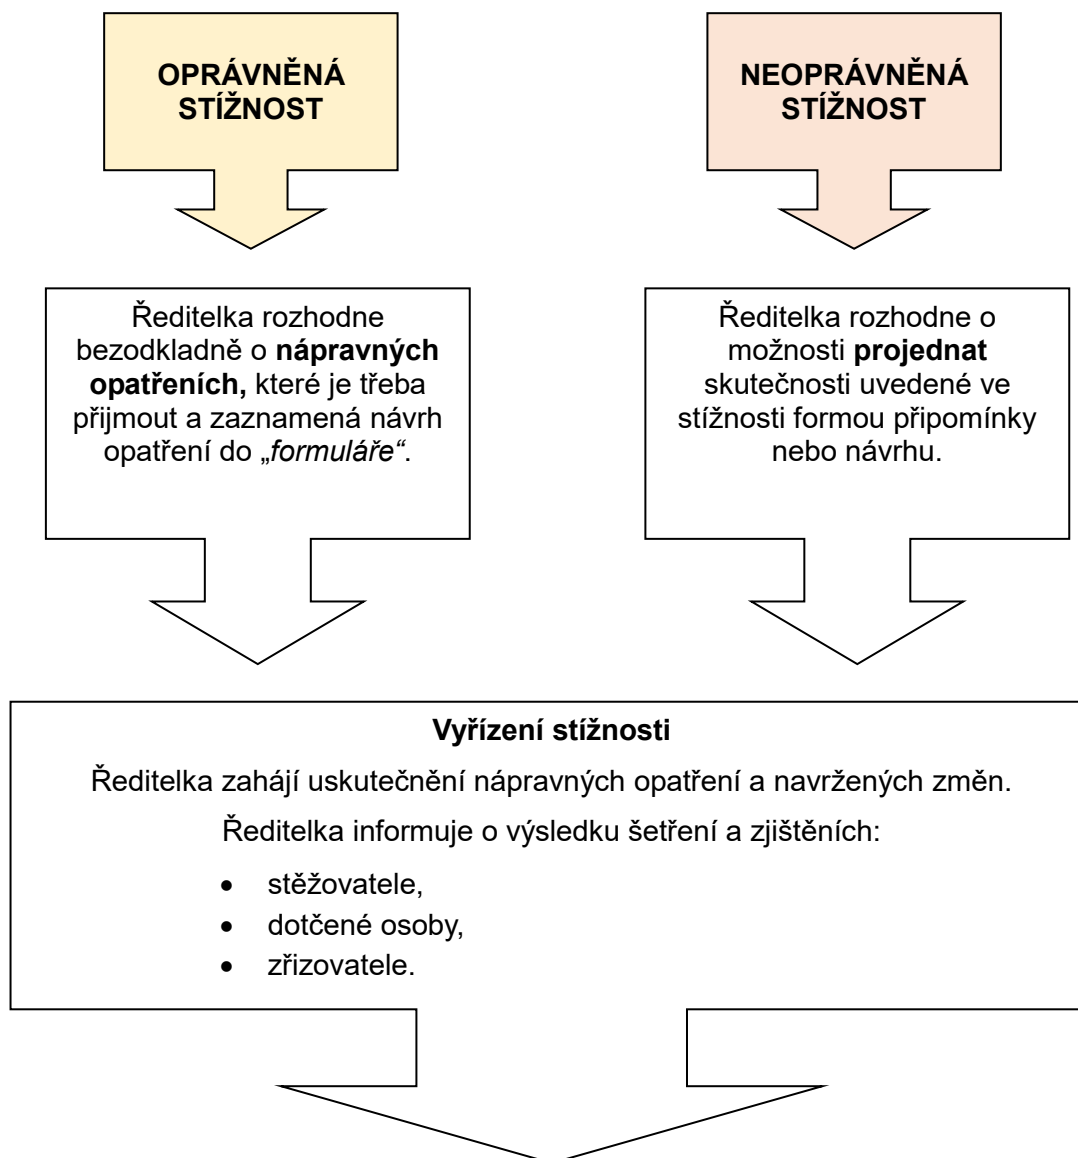 OPRÁVNĚNÁ
STÍŽNOST
NEOPRÁVNĚNÁ
STÍŽNOST
Ředitelka rozhodne
bezodkladně o nápravných
opatřeních, které je třeba
přijmout a zaznamená návrh
opatření do „formuláře“.
Ředitelka rozhodne o
možnosti projednat
skutečnosti uvedené ve
stížnosti formou připomínky
nebo návrhu.
Vyřízení stížnosti
Ředitelka zahájí uskutečnění nápravných opatření a navržených změn.
Ředitelka informuje o výsledku šetření a zjištěních:
• stěžovatele,
• dotčené osoby,
• zřizovatele.